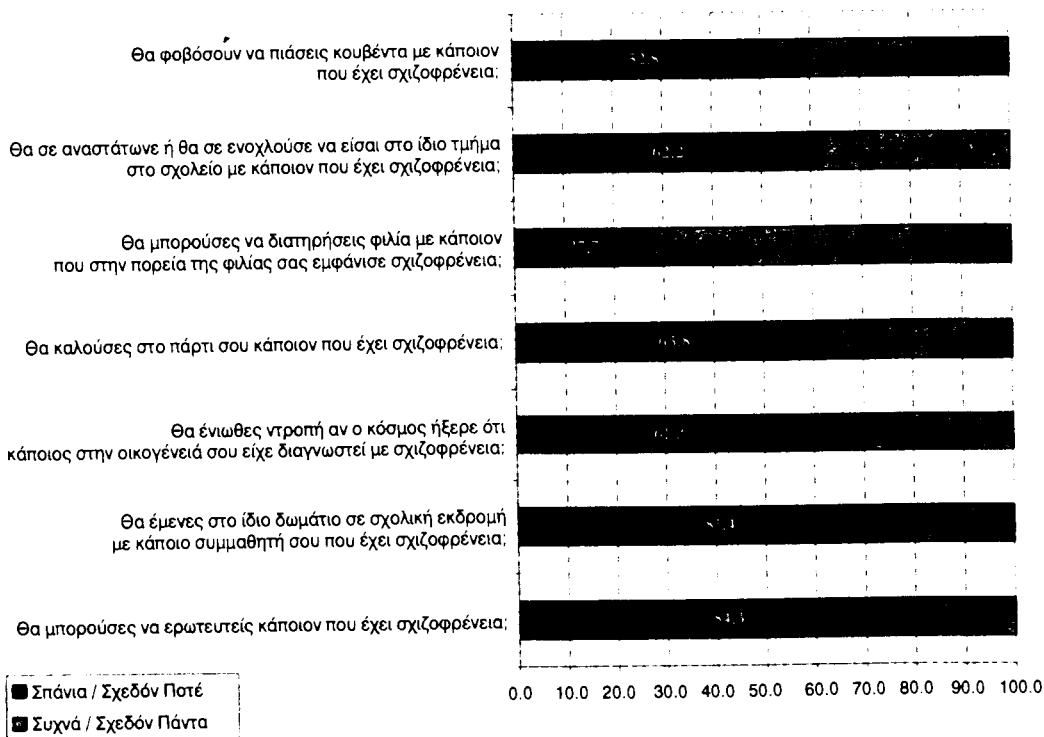 Θα φοβόσουν να πιάσεις κουβέντα με κάποιον
που έχει σχιζοφρένεια;
Θα σε αναστάτωνε ή θα σε ενοχλούσε να είσαι στο ίδιο τμήμα
στο σχολείο με κάποιον που έχει σχιζοφρένεια;
62,2
Θα μπορούσες να διατηρήσεις φιλία με κάποιον
που στην πορεία της φιλίας σας εμφάνισε σχιζοφρένεια;
Θα καλούσες στο πάρτι σου κάποιον που έχει σχιζοφρένεια;
Θα ένιωθες ντροπή αν ο κόσμος ήξερε ότι
κάποιος στην οικογένειά σου είχε διαγνωστεί με σχιζοφρένεια;
Θα έμενες στο ίδιο δωμάτιο σε σχολική εκδρομή
με κάποιο συμμαθητή σου που έχει σχιζοφρένεια;
Θα μπορούσες να ερωτευτείς κάποιον που έχει σχιζοφρένεια;
0.0 10.0 20.0 30.0 40.0 50.0 60.0 70.0 80.0 90.0 100.0
Σπάνια / Σχεδόν Ποτέ
Συχνά / Σχεδόν Πάντα